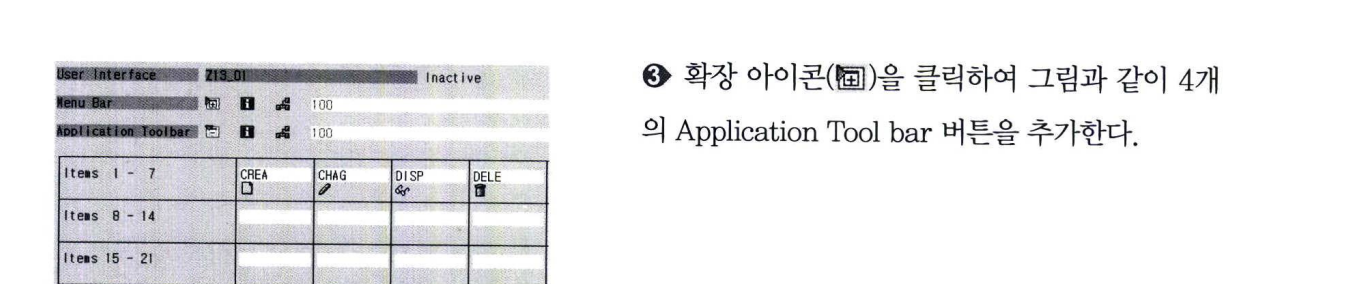 User Interface Z13_01 Inactive
Menu Bar 100
Application Toolbar 100
Items 1 - 7 CREA CHAG DISP DELE
Items 8 - 14
Items 15 - 21
❸ 확장 아이콘()을 클릭하여 그림과 같이 4개
의 Application Tool bar 버튼을 추가한다.